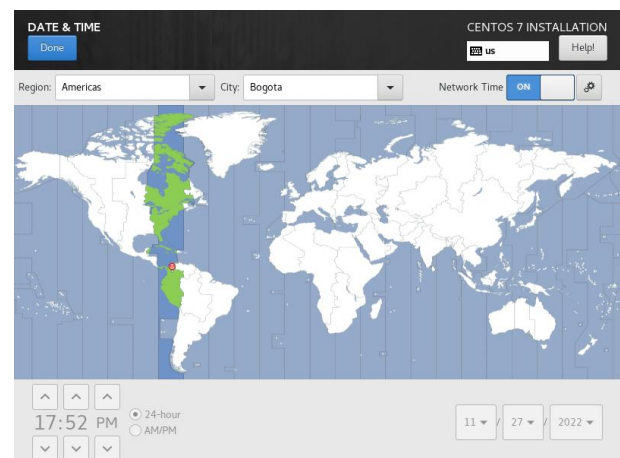 DATE & TIME
CENTOS 7 INSTALLATION
Done
us
Help!
Region: Americas City: Bogota Network Time ON
17:52 PM
24-hour
AM/PM
11 / 27 / 2022